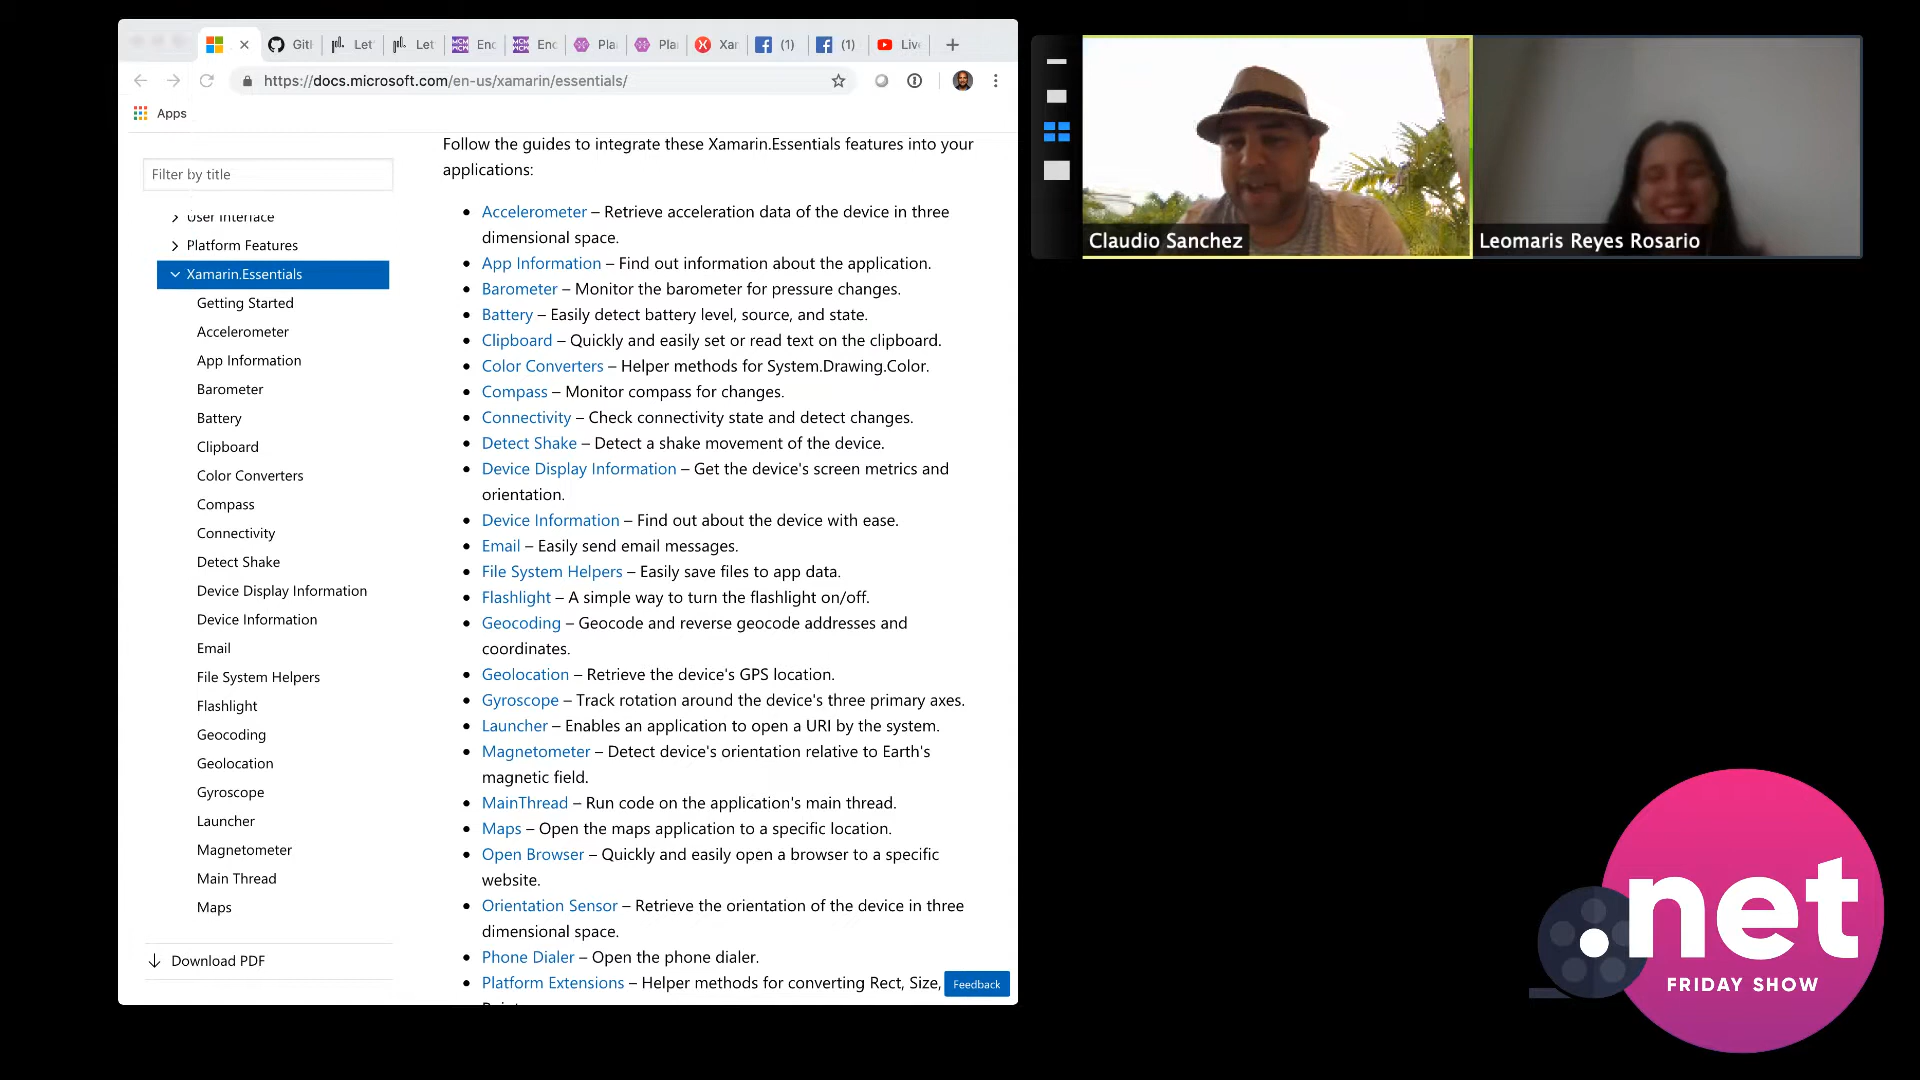 Gitl
Let
Let
Enc
Enc
Pla
Pla
Xar
(1)
(1)
Live
https://docs.microsoft.com/en-us/xamarin/essentials/
Apps
Filter by title
User Interface
Platform Features
Xamarin.Essentials
Getting Started
Accelerometer
App Information
Barometer
Battery
Clipboard
Color Converters
Compass
Connectivity
Detect Shake
Device Display Information
Device Information
Email
File System Helpers
Flashlight
Geocoding
Geolocation
Gyroscope
Launcher
Magnetometer
Main Thread
Maps
Download PDF
Follow the guides to integrate these Xamarin.Essentials features into your
applications:
Accelerometer – Retrieve acceleration data of the device in three
dimensional space.
App Information – Find out information about the application.
Barometer – Monitor the barometer for pressure changes.
Battery – Easily detect battery level, source, and state.
Clipboard – Quickly and easily set or read text on the clipboard.
Color Converters – Helper methods for System.Drawing.Color.
Compass – Monitor compass for changes.
Connectivity – Check connectivity state and detect changes.
Detect Shake – Detect a shake movement of the device.
Device Display Information – Get the device's screen metrics and
orientation.
Device Information – Find out about the device with ease.
Email – Easily send email messages.
File System Helpers – Easily save files to app data.
Flashlight – A simple way to turn the flashlight on/off.
Geocoding – Geocode and reverse geocode addresses and
coordinates.
Geolocation – Retrieve the device's GPS location.
Gyroscope – Track rotation around the device's three primary axes.
Launcher – Enables an application to open a URI by the system.
Magnetometer – Detect device's orientation relative to Earth's
magnetic field.
MainThread – Run code on the application's main thread.
Maps – Open the maps application to a specific location.
Open Browser – Quickly and easily open a browser to a specific
website.
Orientation Sensor – Retrieve the orientation of the device in three
dimensional space.
Phone Dialer – Open the phone dialer.
Platform Extensions – Helper methods for converting Rect, Size,
Feedback
Claudio Sanchez
Leomaris Reyes Rosario
.net
FRIDAY SHOW